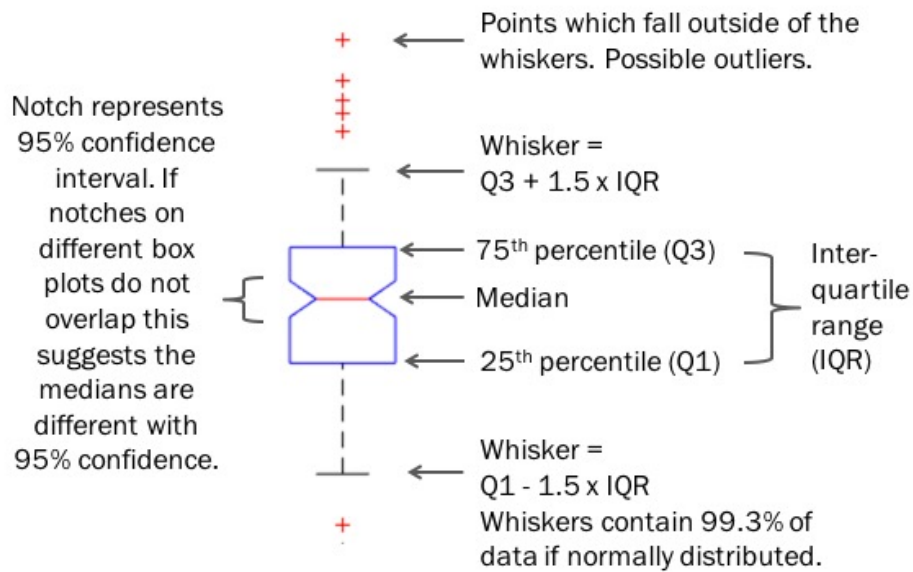 Points which fall outside of the
whiskers. Possible outliers.
Notch represents
95% confidence
interval. If
notches on
different box
plots do not
overlap this
suggests the
medians are
different with
95% confidence.
Whisker =
Q3 + 1.5 x IQR
75th percentile (Q3)
Median
25th percentile (Q1)
Inter-
quartile
range
(IQR)
Whisker =
Q1 - 1.5 x IQR
Whiskers contain 99.3% of
data if normally distributed.